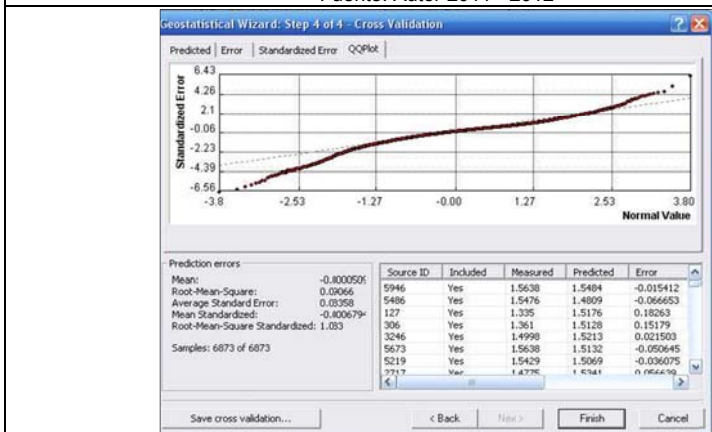 Geostatistical Wizard: Step 4 of 4 - Cross Validation
Predicted Error Standardized Error QQPlot
Standardized Error
6.43
4.26
2.1
-0.06
-2.23
-4.39
-6.56
-3.8 -2.53 -1.27 -0.00 1.27 2.53 3.80
Normal Value
Prediction errors
Mean:
Root-Mean-Square:
Average Standard Error:
Mean Standardized:
Root-Mean-Square Standardized: 1.033
Samples: 6873 of 6873
Source ID Included Measured Predicted Error
5946 Yes 1.5638 1.5484 -0.015412
5486 Yes 1.5476 1.4809 -0.066653
127 Yes 1.335 1.5176 0.18263
306 Yes 1.361 1.5128 0.15179
3246 Yes 1.4998 1.5213 0.021503
5673 Yes 1.5638 1.5132 -0.050645
5219 Yes 1.5429 1.5069 -0.036075
Save cross validation... < Back Next > Finish Cancel